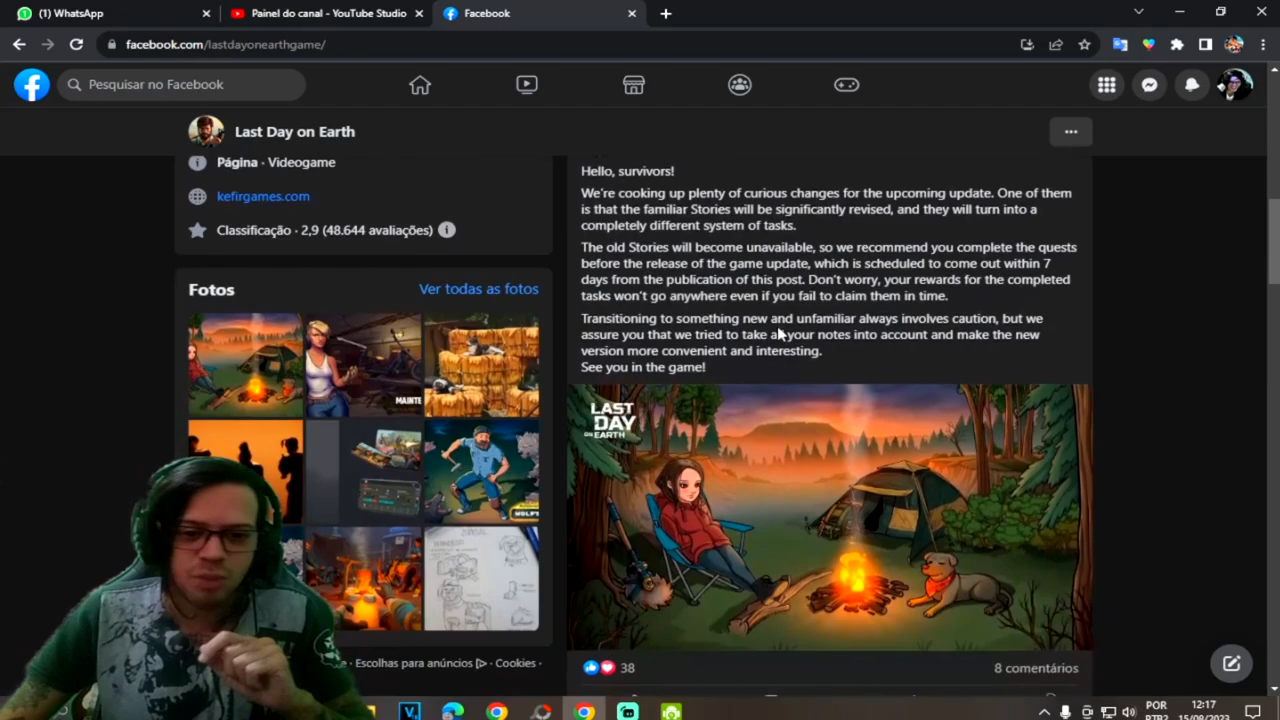 (1) WhatsApp
Painel do canal - YouTube Studio
Facebook
facebook.com/lastdayonearthgame/
Pesquisar no Facebook
Last Day on Earth
Página · Videogame
kefirgames.com
Classificação · 2,9 (48.644 avaliações)
Fotos
Ver todas as fotos
MAINTE
Escolhas para anúncios
Cookies ·
Hello, survivors!
We're cooking up plenty of curious changes for the upcoming update. One of them
is that the familiar Stories will be significantly revised, and they will turn into a
completely different system of tasks.
The old Stories will become unavailable, so we recommend you complete the quests
before the release of the game update, which is scheduled to come out within 7
days from the publication of this post. Don't worry, your rewards for the completed
tasks won't go anywhere even if you fail to claim them in time.
Transitioning to something new and unfamiliar always involves caution, but we
assure you that we tried to take your notes into account and make the new
version more convenient and interesting.
See you in the game!
LAST
DAY
ON EARTH
38
8 comentários
POR
PTB2
12:17
15/08/2023